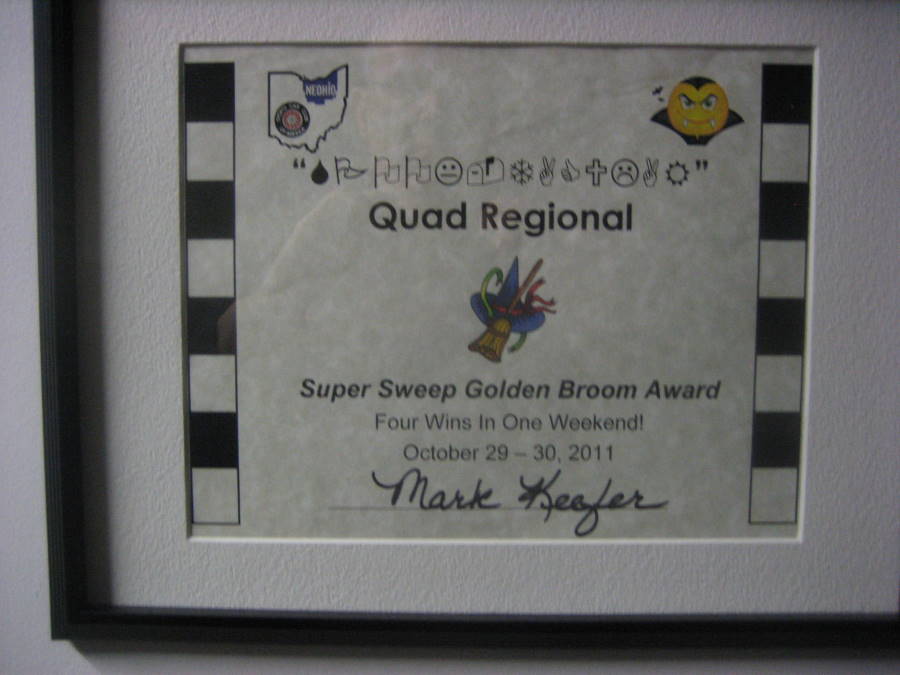 NEOHIO
“💧🏱⚐⚐😐📫❄✌👍🕆☹✌☼”
Quad Regional
Super Sweep Golden Broom Award
Four Wins In One Weekend!
October 29 – 30, 2011
Mark Keefer